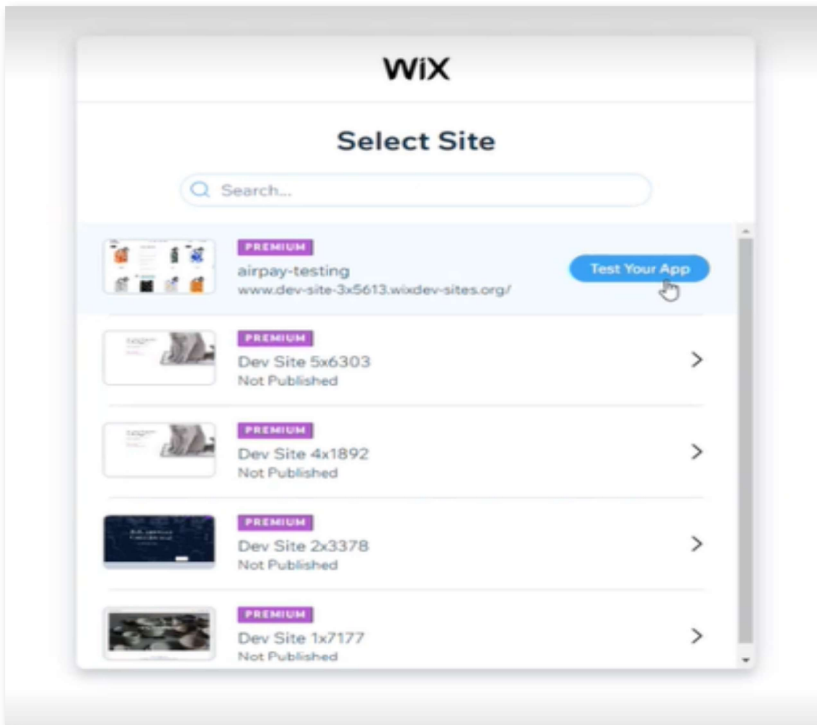 WiX
Select Site
Search...
PREMIUM
airpay-testing
Test Your App
www.dev-site-3x5613.wixdev-sites.org/
PREMIUM
Dev Site 5x6303
Not Published
PREMIUM
Dev Site 4x1892
Not Published
PREMIUM
Dev Site 2x3378
Not Published
PREMIUM
Dev Site 1x7177
Not Published